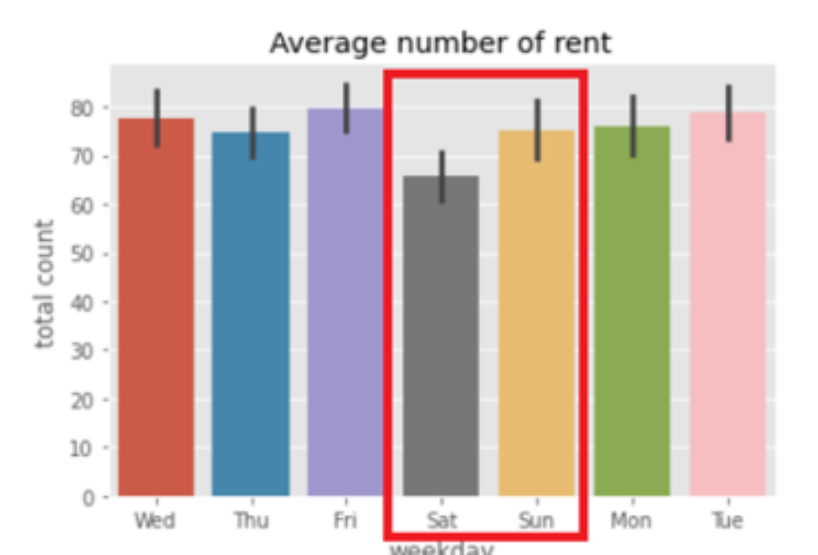 Average number of rent
total count
80
70
60
50
40
30
20
10
0
Wed Thu Fri Sat Sun Mon Tue
weekday